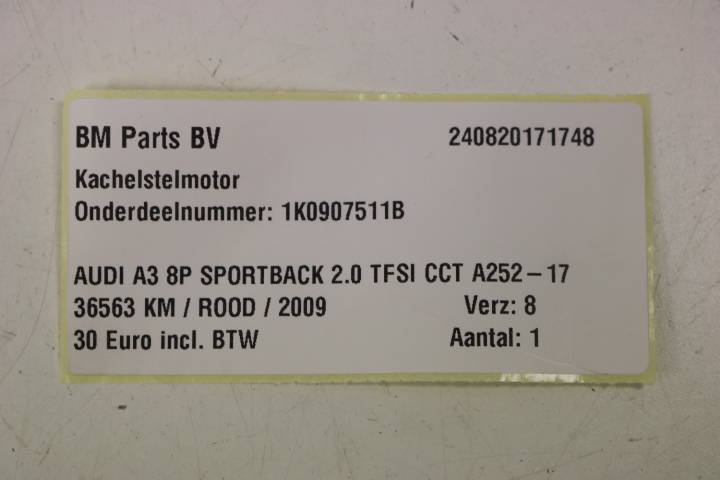 BM Parts BV 240820171748
Kachelstelmotor
Onderdeelnummer: 1K0907511B
AUDI A3 8P SPORTBACK 2.0 TFSI CCT A252-17
36563 KM / ROOD / 2009 Verz: 8
30 Euro incl. BTW Aantal: 1